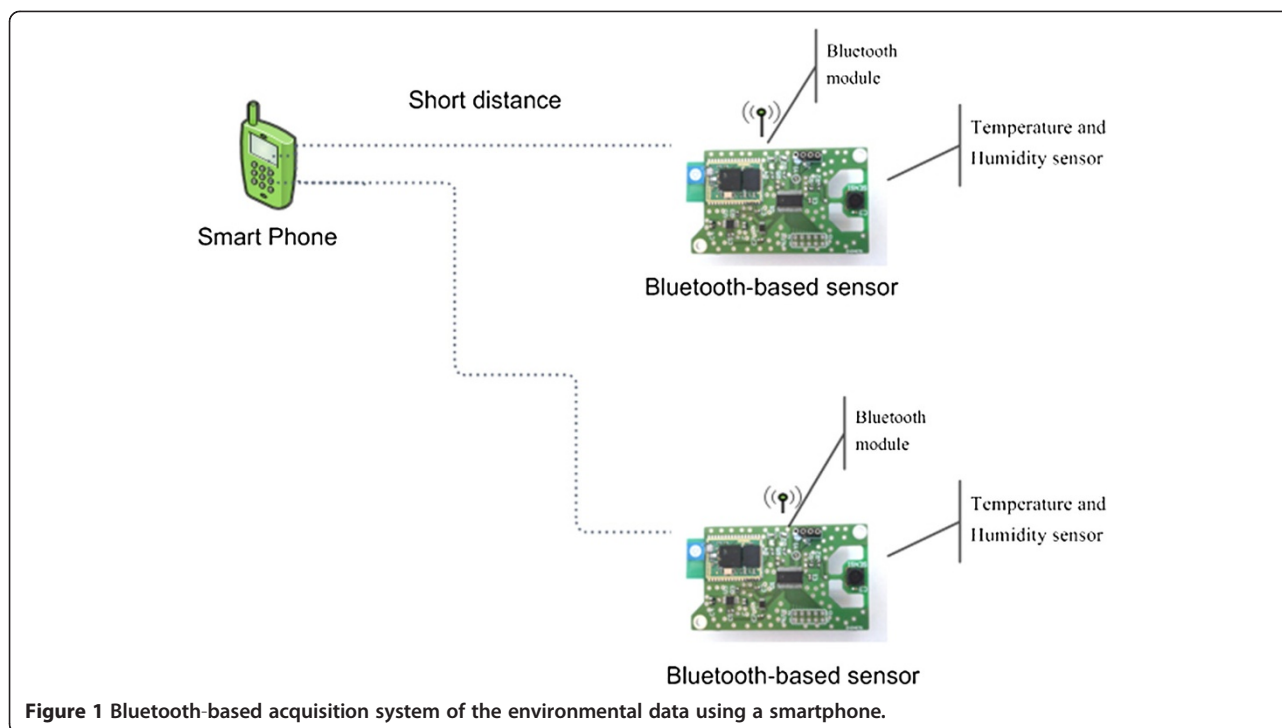 Bluetooth
module
Short distance
Temperature and
Humidity sensor
Smart Phone
Bluetooth-based sensor
Bluetooth
module
Temperature and
Humidity sensor
Bluetooth-based sensor
Figure 1 Bluetooth-based acquisition system of the environmental data using a smartphone.